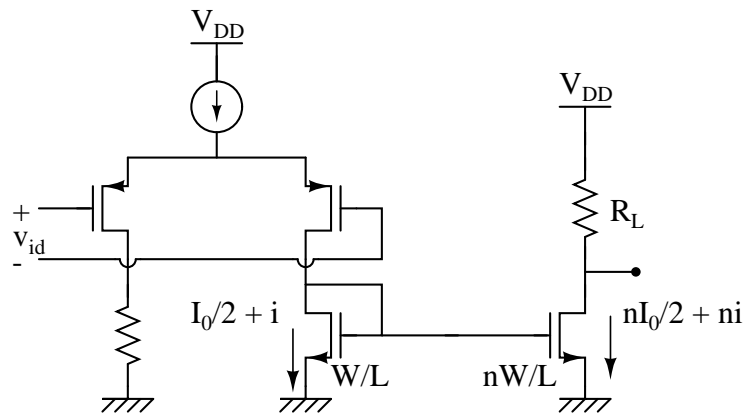 V_DD
V_DD
+
v_id
-
R_L
I_0/2 + i
nI_0/2 + ni
W/L
nW/L